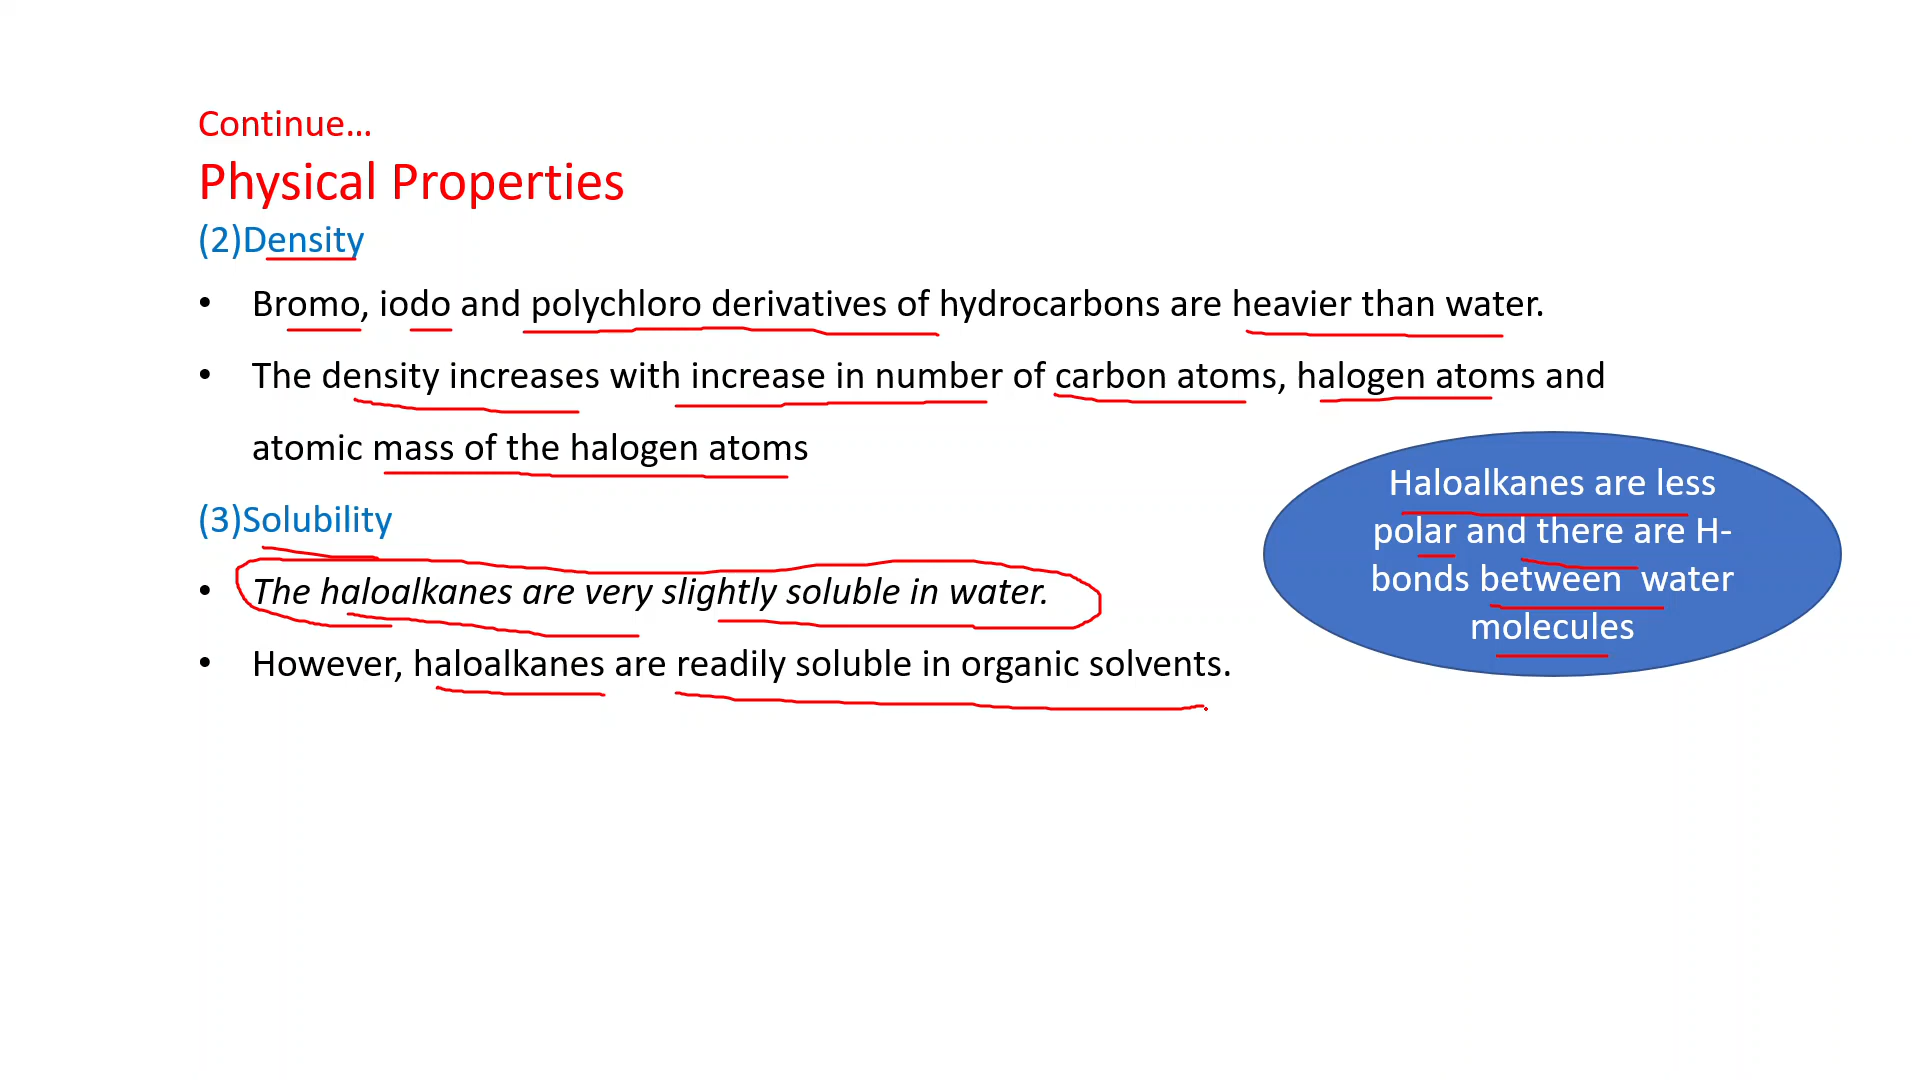 Continue...
Physical Properties
(2)Density
• Bromo, iodo and polychloro derivatives of hydrocarbons are heavier than water.
• The density increases with increase in number of carbon atoms, halogen atoms and
atomic mass of the halogen atoms
(3)Solubility
• The haloalkanes are very slightly soluble in water.
• However, haloalkanes are readily soluble in organic solvents.
Haloalkanes are less
polar and there are H-
bonds between water
molecules